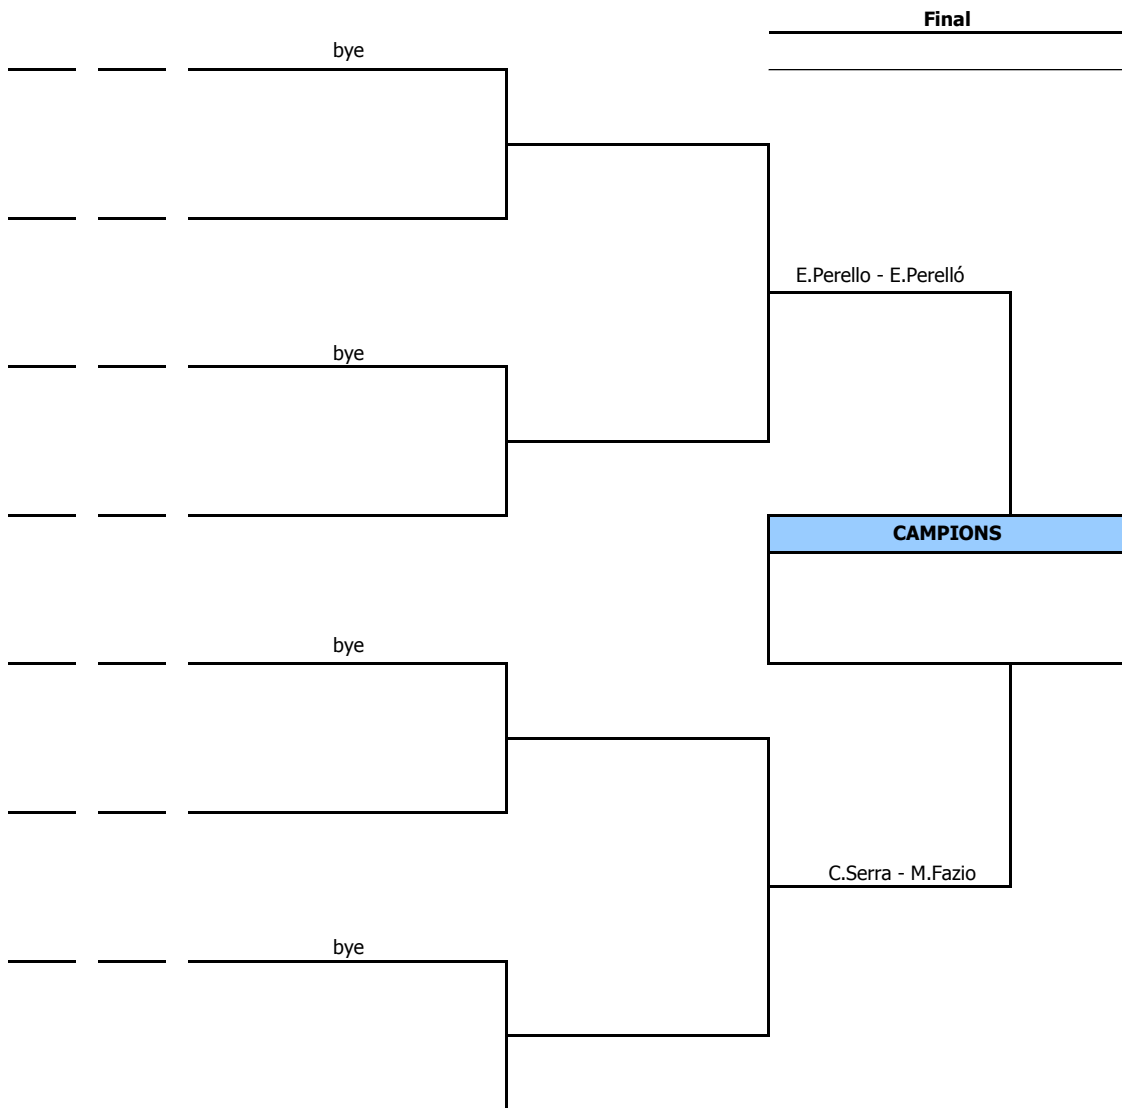 Final
bye
E.Perello - E.Perelló
bye
CAMPIONS
bye
C.Serra - M.Fazio
bye